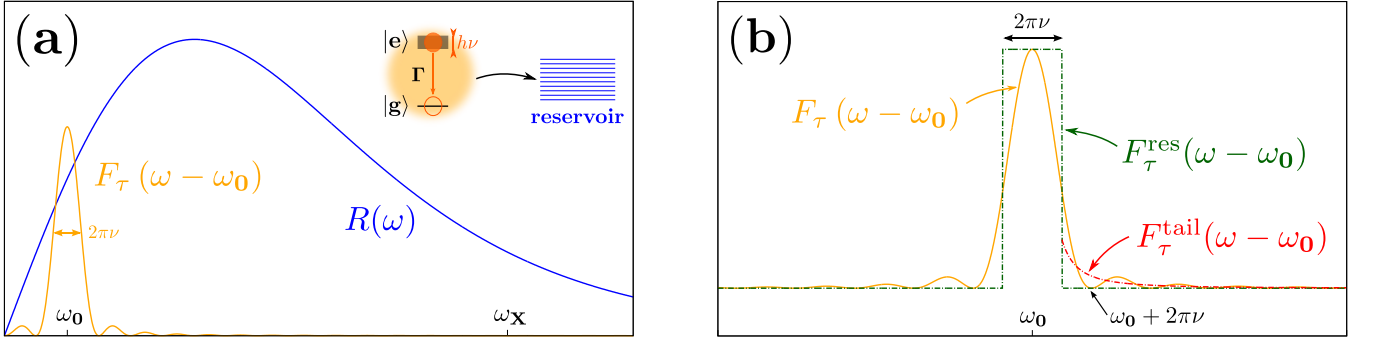 (a)
|e⟩
hν
Γ
|g⟩
reservoir
F_τ (ω − ω_0)
2πν
R(ω)
ω_0
ω_X
(b)
2πν
F_τ (ω − ω_0)
F_τ^res(ω − ω_0)
F_τ^tail(ω − ω_0)
ω_0
ω_0 + 2πν